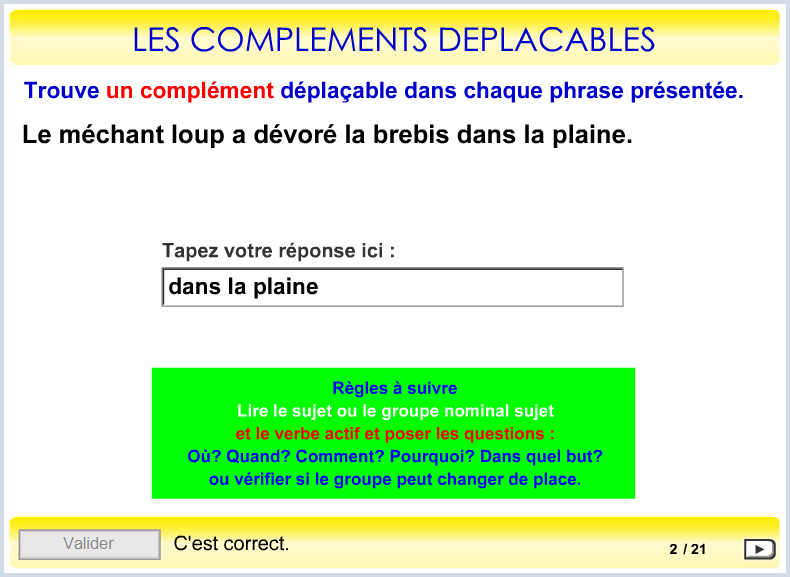 LES COMPLEMENTS DEPLACABLES
Trouve un complément déplaçable dans chaque phrase présentée.
Le méchant loup a dévoré la brebis dans la plaine.
Tapez votre réponse ici :
dans la plaine
Règles à suivre
Lire le sujet ou le groupe nominal sujet
et le verbe actif et poser les questions :
Où? Quand? Comment? Pourquoi? Dans quel but?
ou vérifier si le groupe peut changer de place.
Valider C'est correct. 2 / 21